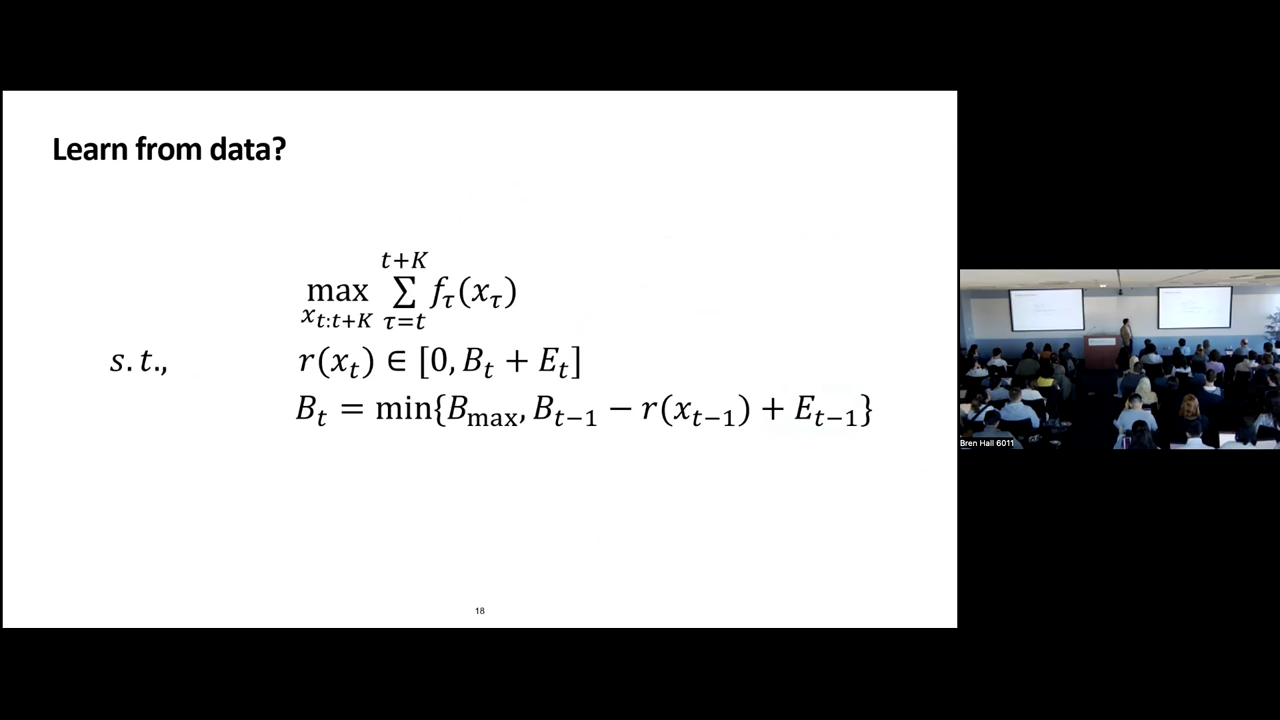 Learn from data?
t+K
max ∑ f_τ(x_τ)
x_{t:t+K} τ=t
s.t., r(x_t) ∈ [0, B_t + E_t]
B_t = min{B_max, B_{t−1} − r(x_{t−1}) + E_{t−1}}
18
Bren Hall 6011